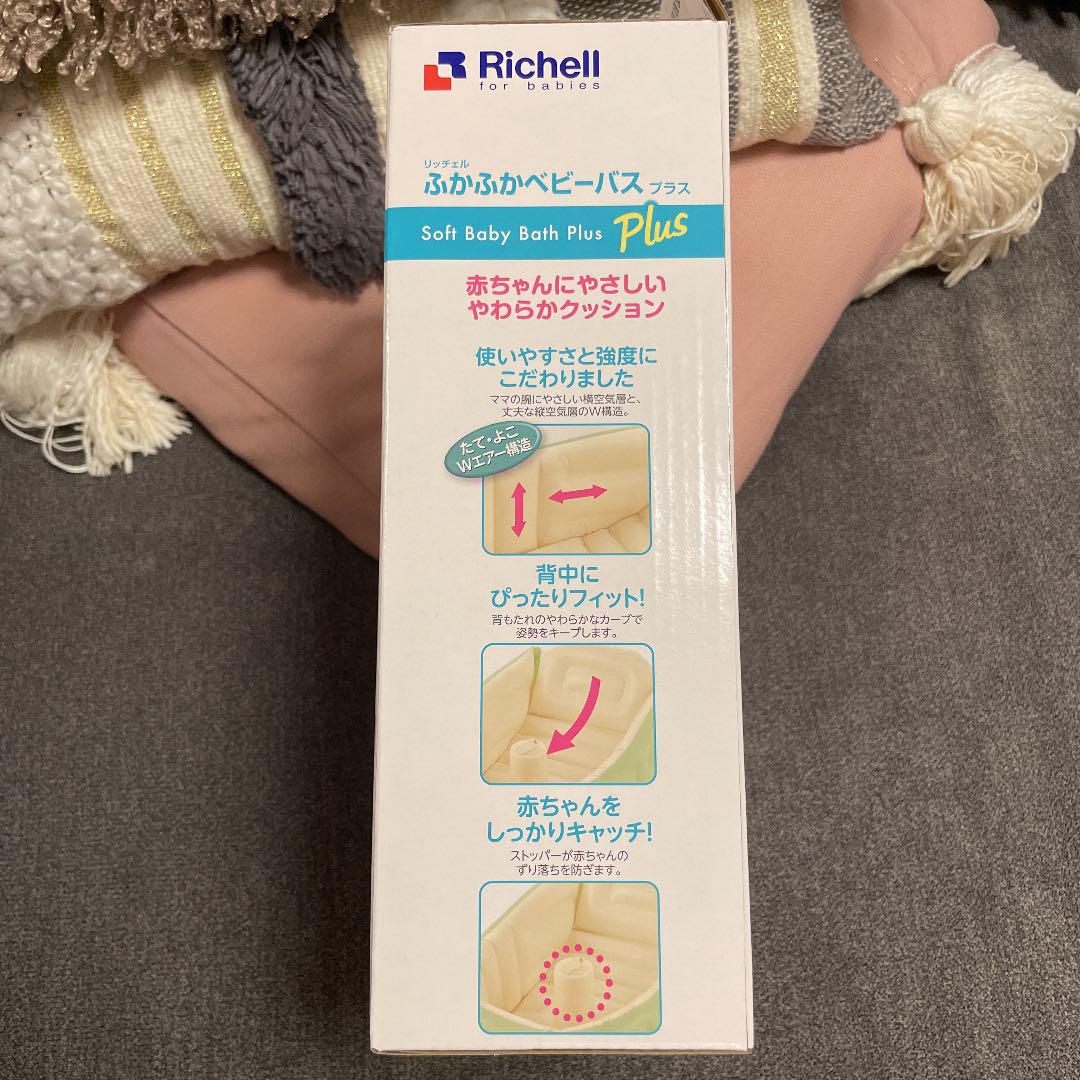 Richell
for babies
リッチェル
ふかふかベビーバス プラス
Soft Baby Bath Plus Plus
赤ちゃんにやさしい
やわらかクッション
使いやすさと強度に
こだわりました
ママの腕にやさしい横空気層と、
丈夫な縦空気層のW構造。
たて・よこ
Wエアー構造
背中に
ぴったりフィット!
背もたれのやわらかなカーブで
姿勢をキープします。
赤ちゃんを
しっかりキャッチ!
ストッパーが赤ちゃんの
ずり落ちを防ぎます。